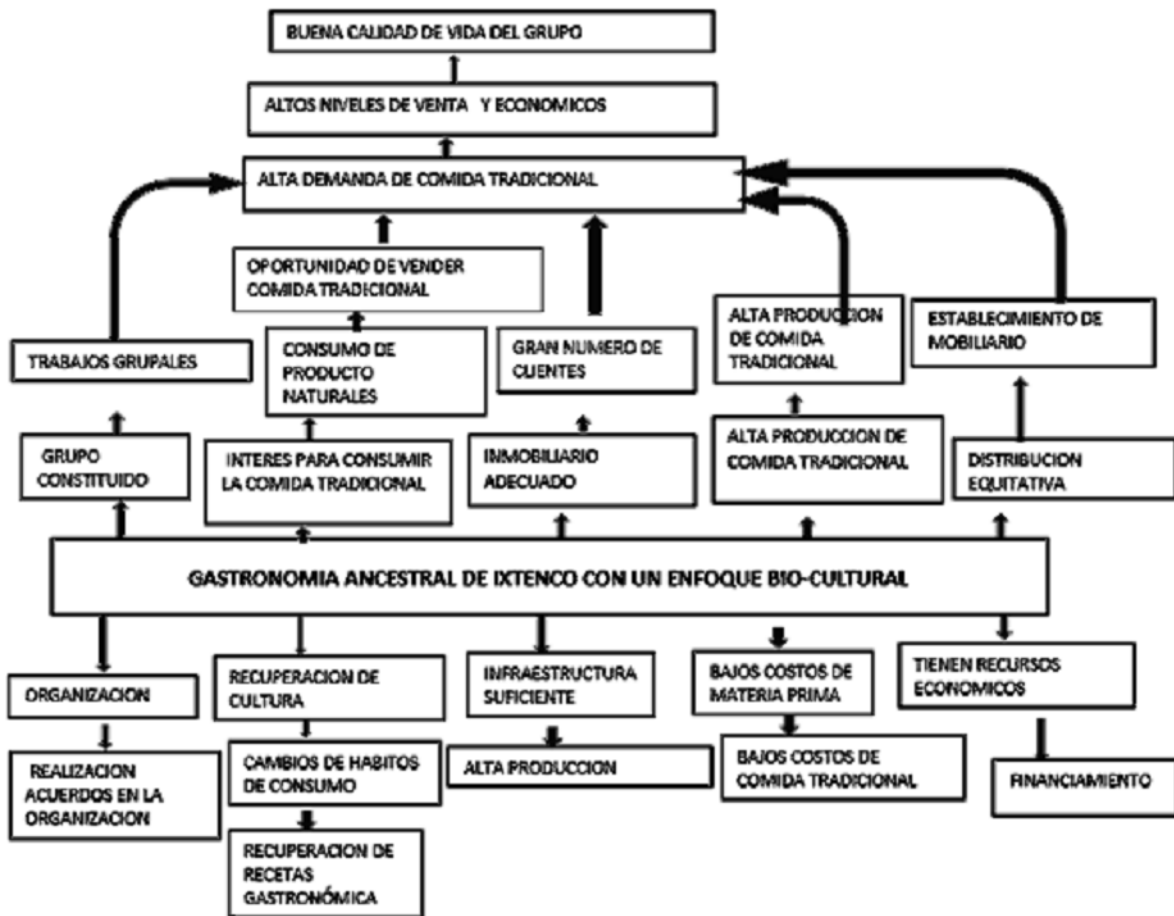 BUENA CALIDAD DE VIDA DEL GRUPO
ALTOS NIVELES DE VENTA Y ECONOMICOS
ALTA DEMANDA DE COMIDA TRADICIONAL
OPORTUNIDAD DE VENDER
COMIDA TRADICIONAL
TRABAJOS GRUPALES
CONSUMO DE
PRODUCTO
NATURALES
GRAN NUMERO DE
CLIENTES
ALTA PRODUCCION
DE COMIDA
TRADICIONAL
ESTABLECIMIENTO DE
MOBILIARIO
GRUPO
CONSTITUIDO
INTERES PARA CONSUMIR
LA COMIDA TRADICIONAL
INMOBILIARIO
ADECUADO
ALTA PRODUCCION DE
COMIDA TRADICIONAL
DISTRIBUCION
EQUITATIVA
GASTRONOMIA ANCESTRAL DE IXTENCO CON UN ENFOQUE BIO-CULTURAL
ORGANIZACION
RECUPERACION DE
CULTURA
INFRAESTRUCTURA
SUFICIENTE
BAJOS COSTOS DE
MATERIA PRIMA
TIENEN RECURSOS
ECONOMICOS
REALIZACION
ACUERDOS EN LA
ORGANIZACION
CAMBIOS DE HABITOS
DE CONSUMO
ALTA PRODUCCION
BAJOS COSTOS DE
COMIDA TRADICIONAL
FINANCIAMIENTO
RECUPERACION DE
RECETAS
GASTRONÓMICA